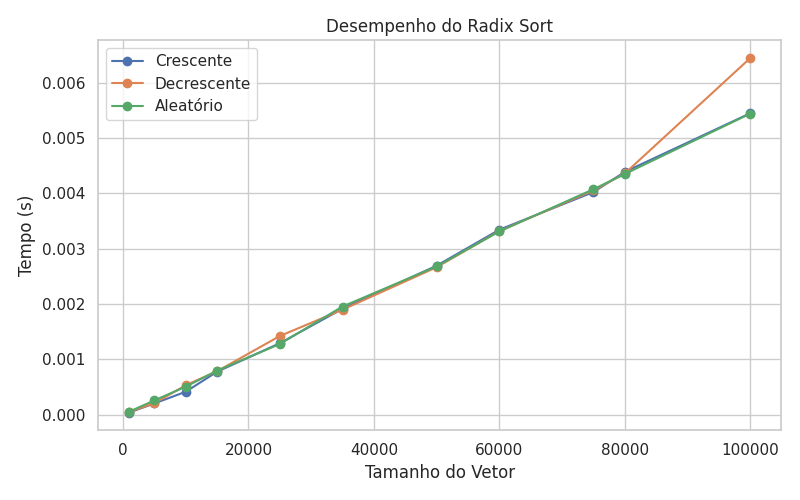 Desempenho do Radix Sort
Crescente
Decrescente
Aleatório
Tempo (s)
0.006
0.005
0.004
0.003
0.002
0.001
0.000
0 20000 40000 60000 80000 100000
Tamanho do Vetor